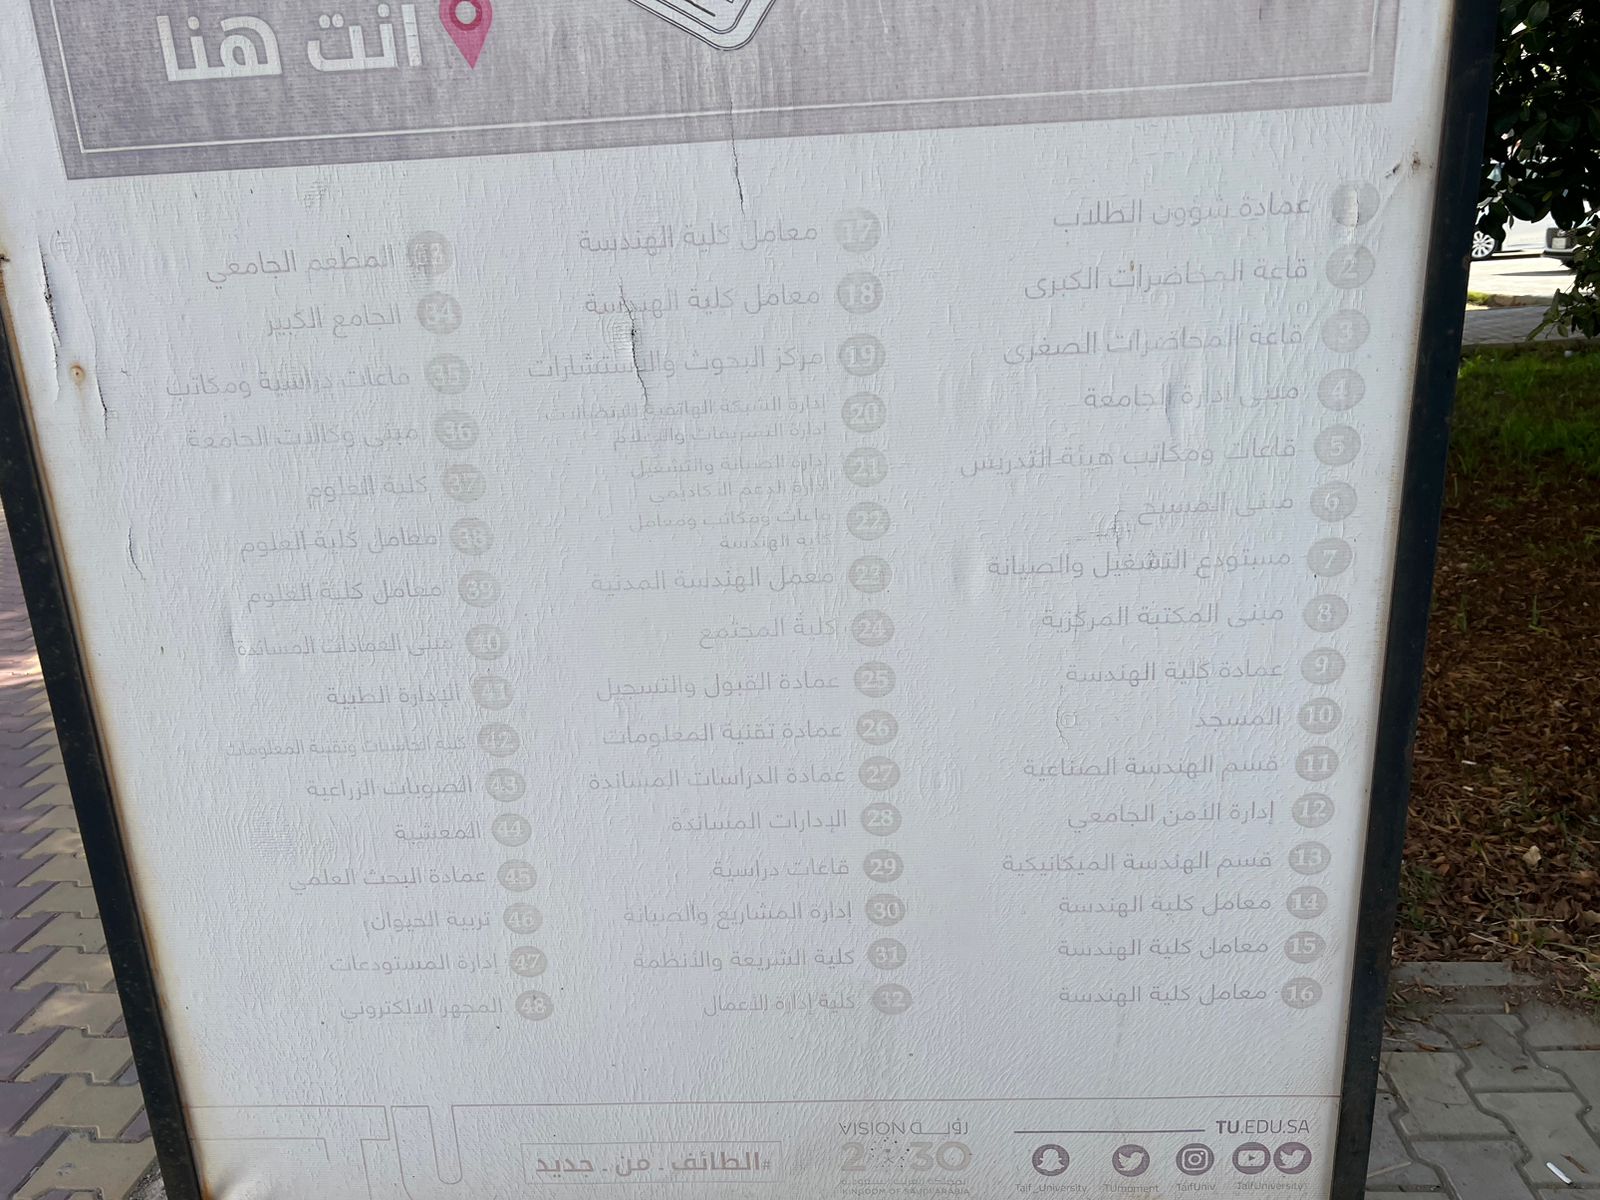 انت هنا
1 عمادة شؤون الطلاب
2 قاعة المحاضرات الكبرى
3 قاعة المحاضرات الصغرى
4 مبنى إدارة الجامعة
5 قاعات ومكاتب هيئة التدريس
6 مبنى المسبح
7 مستودع التشغيل والصيانة
8 مبنى المكتبة المركزية
9 عمادة كلية الهندسة
10 المسجد
11 قسم الهندسة الصناعية
12 إدارة الأمن الجامعي
13 قسم الهندسة الميكانيكية
14 معامل كلية الهندسة
15 معامل كلية الهندسة
16 معامل كلية الهندسة
17 معامل كلية الهندسة
18 معامل كلية الهندسة
19 مركز البحوث والاستشارات
20 إدارة الشبكة الهاتفية للاتصالات
إدارة التشريفات والإعلام
21 إدارة الصيانة والتشغيل
إدارة الدعم الأكاديمي
22 قاعات ومكاتب ومعامل
كلية الهندسة
23 معمل الهندسة المدنية
24 كلية المجتمع
25 عمادة القبول والتسجيل
26 عمادة تقنية المعلومات
27 عمادة الدراسات المساندة
28 الإدارات المساندة
29 قاعات دراسية
30 إدارة المشاريع والصيانة
31 كلية الشريعة والأنظمة
32 كلية إدارة الأعمال
33 المطعم الجامعي
34 الجامع الكبير
35 قاعات دراسية ومكاتب
36 مبنى وكالات الجامعة
37 كلية العلوم
38 معامل كلية العلوم
39 معامل كلية العلوم
40 مبنى العمادات المساندة
41 الإدارة الطبية
42 كلية الحاسبات وتقنية المعلومات
43 الصوبات الزراعية
44 المعشبة
45 عمادة البحث العلمي
46 تربية الحيوان
47 إدارة المستودعات
48 المجهر الالكتروني
TU
#الطائف_من_جديد
VISION رؤيـــة
2030
المملكة العربية السعودية
KINGDOM OF SAUDI ARABIA
TU.EDU.SA
Taif_University TUmoment TaifUniv TaifUniversity